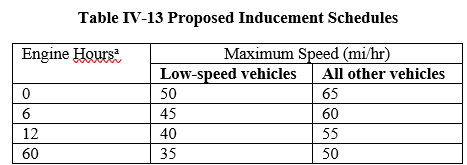 Table IV-13 Proposed Inducement Schedules
Engine Hoursª Maximum Speed (mi/hr)
Low-speed vehicles All other vehicles
0 50 65
6 45 60
12 40 55
60 35 50